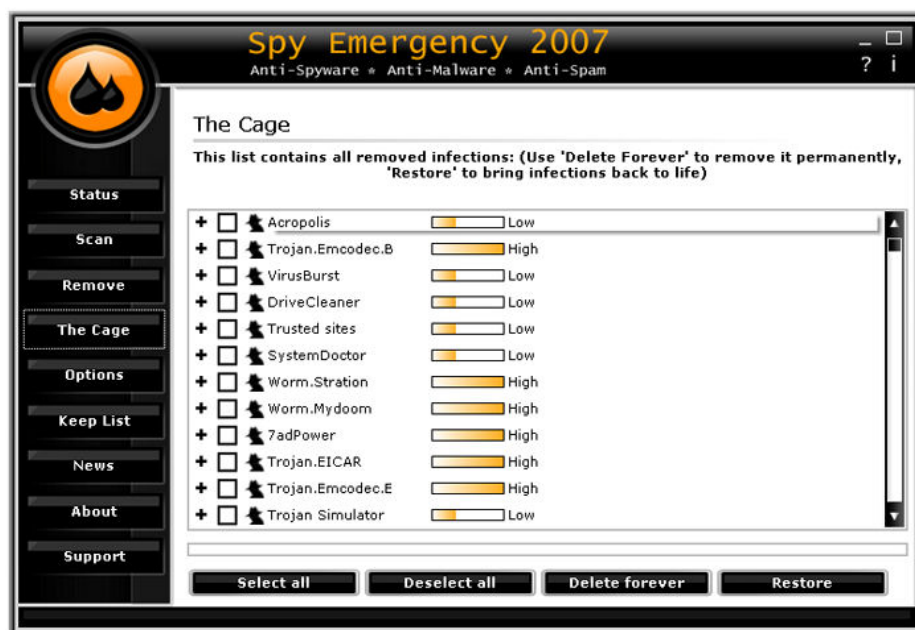 Spy Emergency 2007
Anti-Spyware * Anti-Malware * Anti-Spam
? i
The Cage
This list contains all removed infections: (Use 'Delete Forever' to remove it permanently,
'Restore' to bring infections back to life)
Status
Scan
Remove
The Cage
Options
Keep List
News
About
Support
Acropolis Low
Trojan.Emcodec.B High
VirusBurst Low
DriveCleaner Low
Trusted sites Low
SystemDoctor Low
Worm.Stration High
Worm.Mydoom High
7adPower High
Trojan.EICAR High
Trojan.Emcodec.E High
Trojan Simulator Low
Select all Deselect all Delete forever Restore